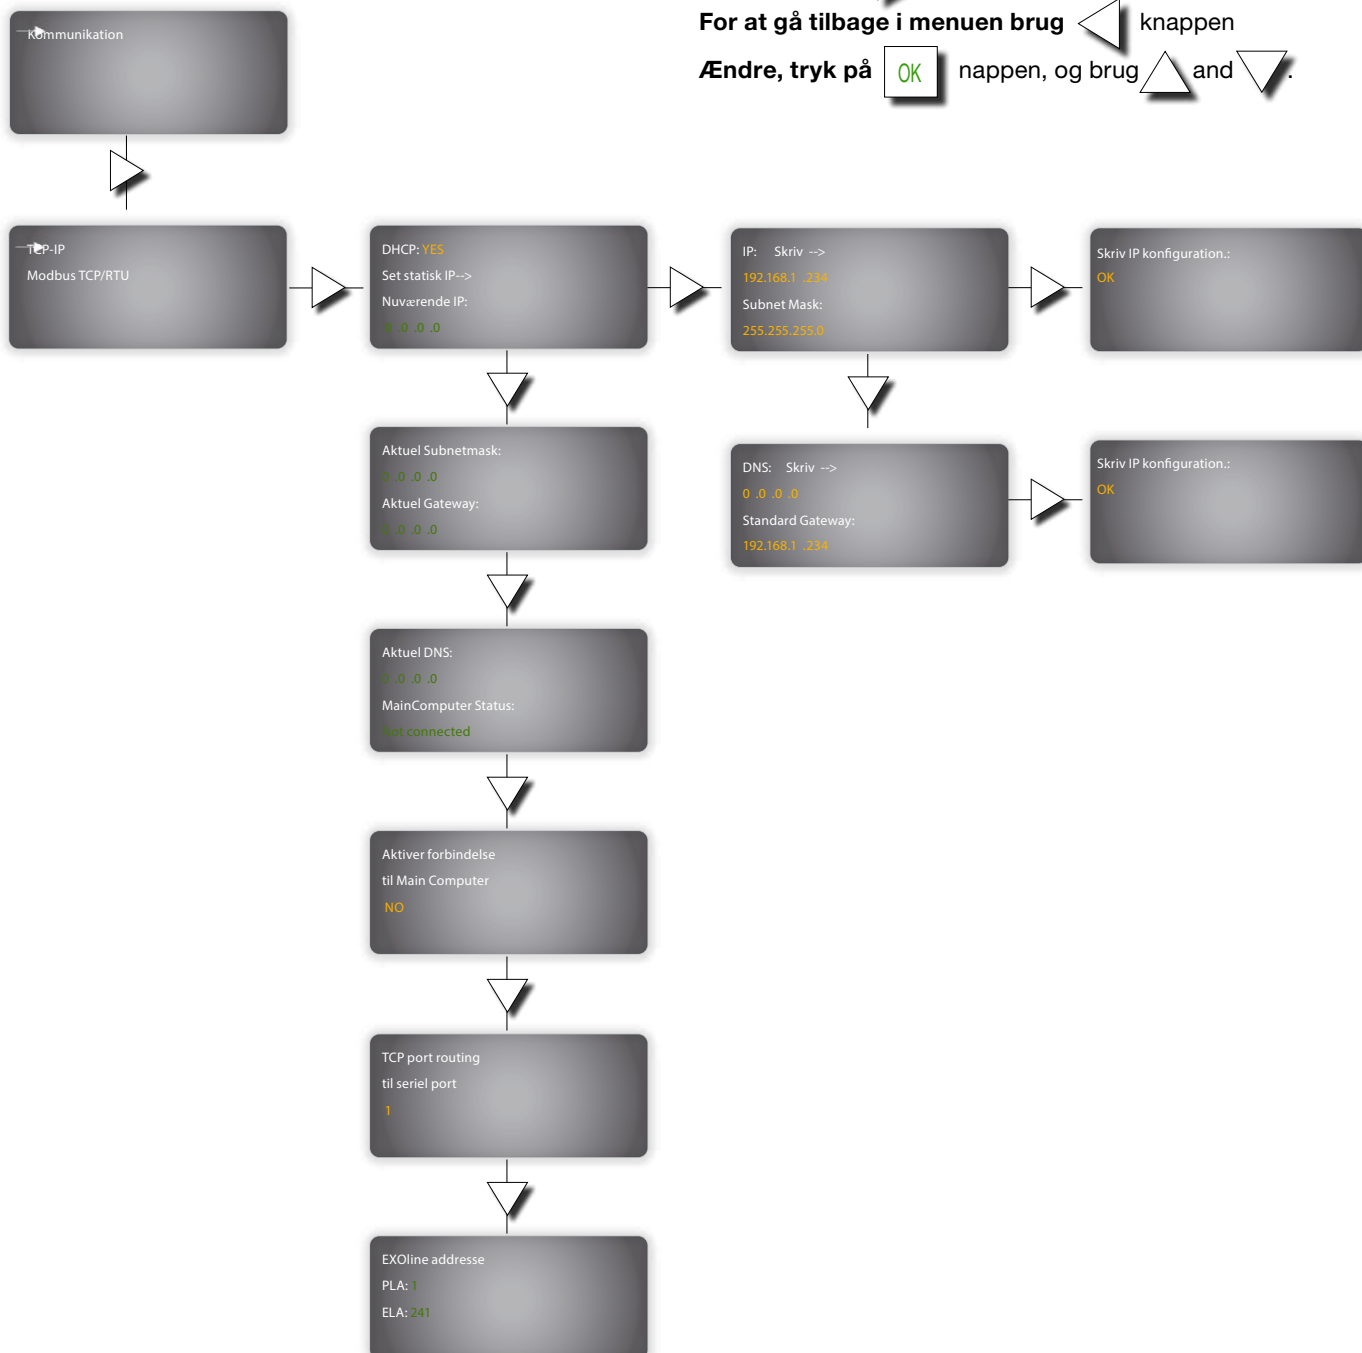 For at gå tilbage i menuen brug knappen
Ændre, tryk på OK nappen, og brug and .
Kommunikation
TCP-IP
Modbus TCP/RTU
DHCP: YES
Set statisk IP-->
Nuværende IP:
0 .0 .0 .0
IP: Skriv -->
192.168.1 .234
Subnet Mask:
255.255.255.0
Skriv IP konfiguration.:
OK
Aktuel Subnetmask:
0 .0 .0 .0
Aktuel Gateway:
0 .0 .0 .0
DNS: Skriv -->
0 .0 .0 .0
Standard Gateway:
192.168.1 .234
Skriv IP konfiguration.:
OK
Aktuel DNS:
0 .0 .0 .0
MainComputer Status:
Not connected
Aktiver forbindelse
til Main Computer
NO
TCP port routing
til seriel port
1
EXOline addresse
PLA: 1
ELA: 241